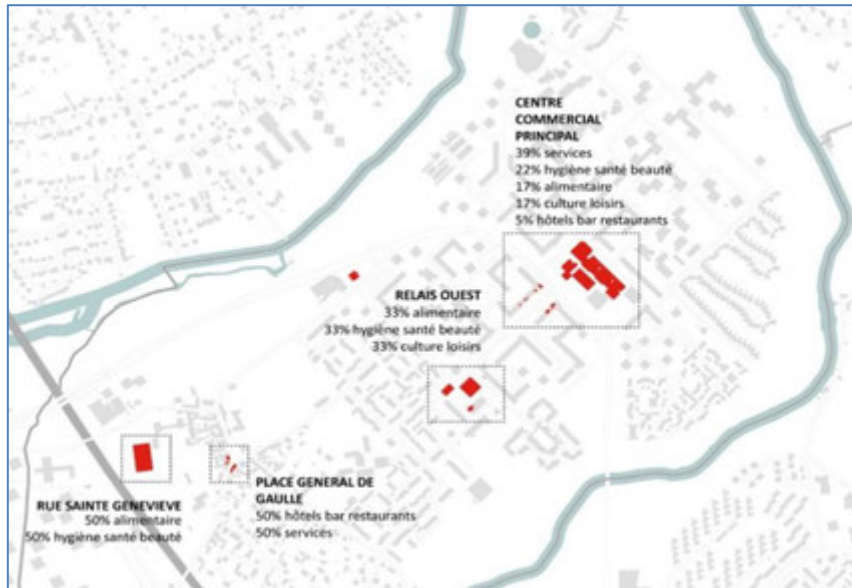 CENTRE
COMMERCIAL
PRINCIPAL
39% services
22% hygiène santé beauté
17% alimentaire
17% culture loisirs
5% hôtels bar restaurants
RELAIS OUEST
33% alimentaire
33% hygiène santé beauté
33% culture loisirs
PLACE GENERAL DE
GAULLE
50% hôtels bar restaurants
50% services
RUE SAINTE GENEVIEVE
50% alimentaire
50% hygiène santé beauté